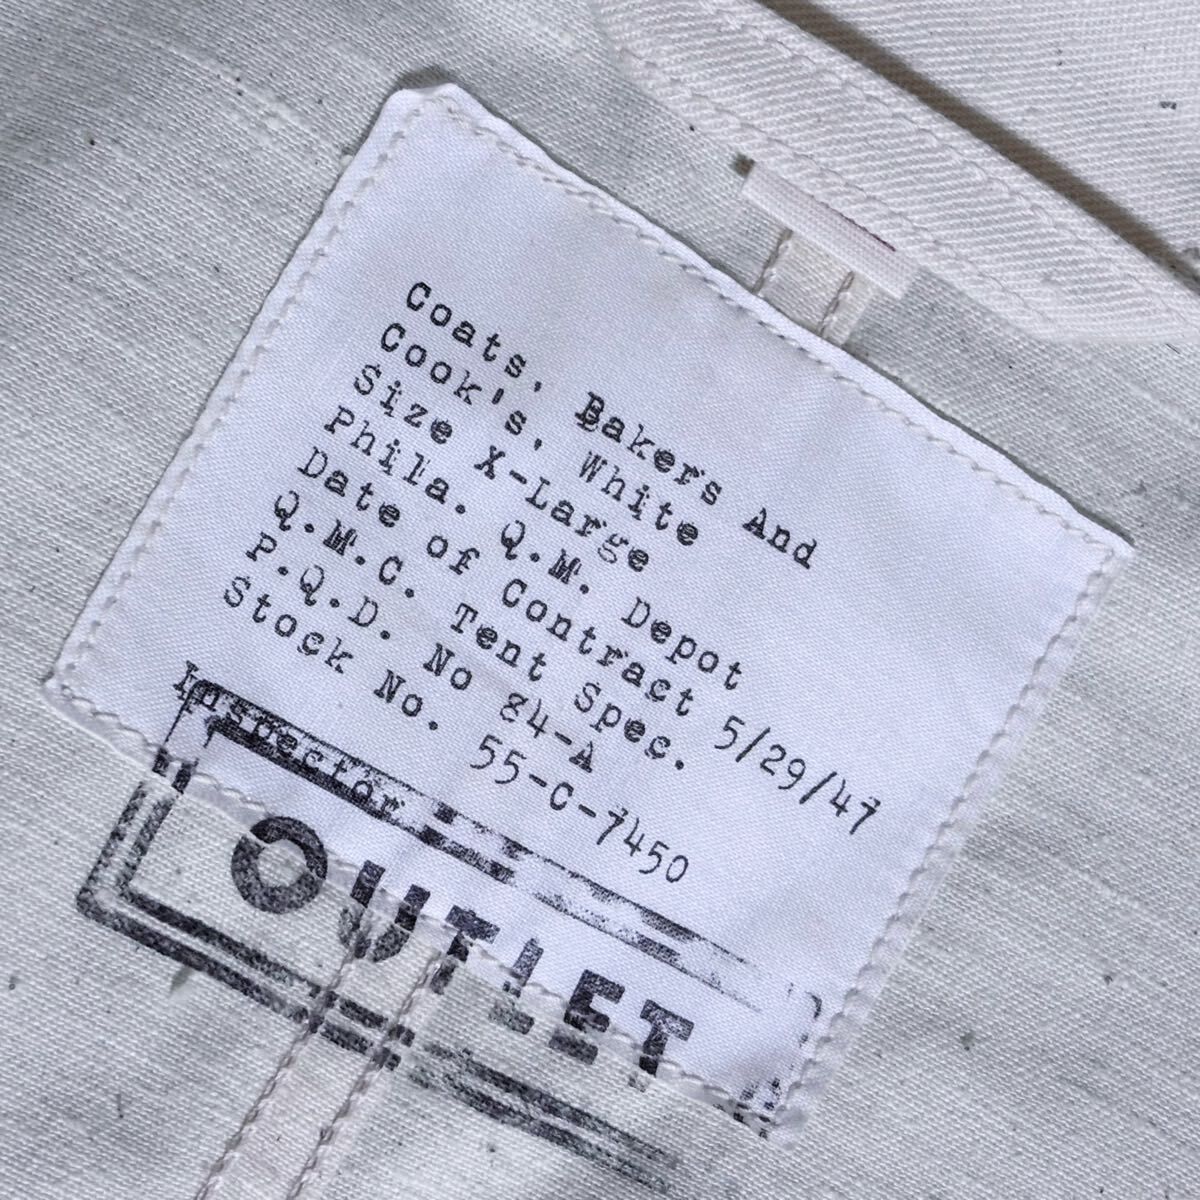 Coats, Bakers And
Cook's, White
Size X-Large
Phila. Q.M. Depot
Date of Contract 5/29/47
Q.M.C. Tent Spec.
P.Q.D. No 84-A
Stock No. 55-C-7450
Inspector
OUTLET